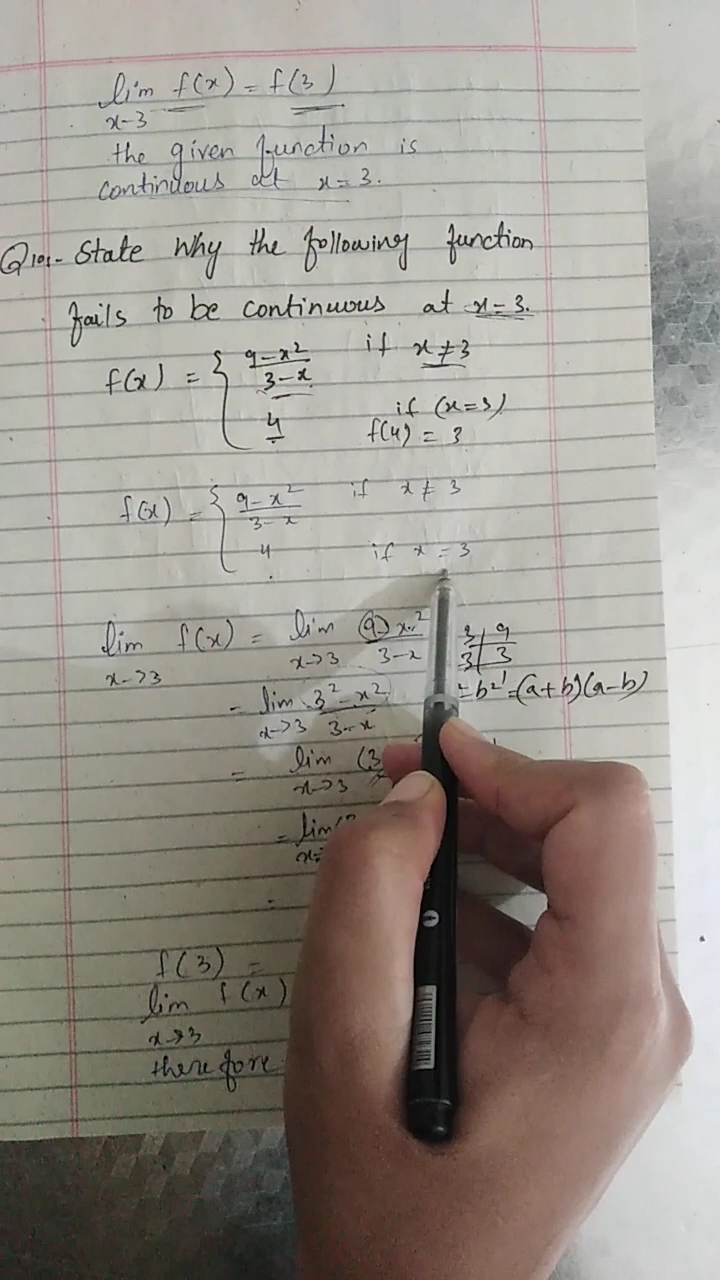 lim f(x) = f(3)
x-3
the given function is
continuous at x=3.
Q10:- State Why the following function
fails to be continuous at x=3.
f(x) = { 9-x²/3-x if x≠3
4 if (x=3)
f(4) = 3
f(x) = { 9-x²/3-x if x≠3
4 if x=3
lim f(x) = lim 9-x²/3-x 3|9
x->3 x->3 3|3
= lim 3²-x²/3-x = b²=(a+b)(a-b)
x->3
= lim (3
x->3
= lim
f(3) =
lim f(x)
x->3
therefore